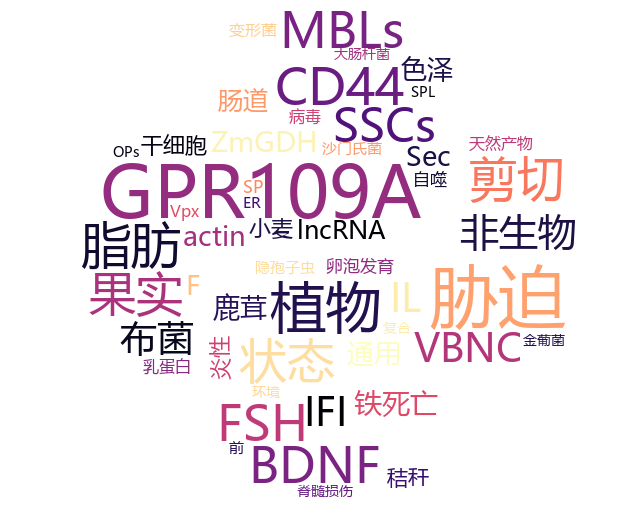 变形菌 MBLs
大肠杆菌
色泽
肠道 CD44 SPL
病毒 SSCs
OPs 干细胞 ZmGDH 沙门氏菌 Sec 天然产物
GPR109A SP 自噬 剪切
Vpx ER
脂肪 actin 小麦 lncRNA 非生物
果实 F 隐孢子虫 卵泡发育
鹿茸 植物 IL 胁迫
布菌 炎性 状态 通用 复合 VBNC 金葡菌
乳蛋白
环境 铁死亡
FSH IFI
前 BDNF 秸秆
脊髓损伤